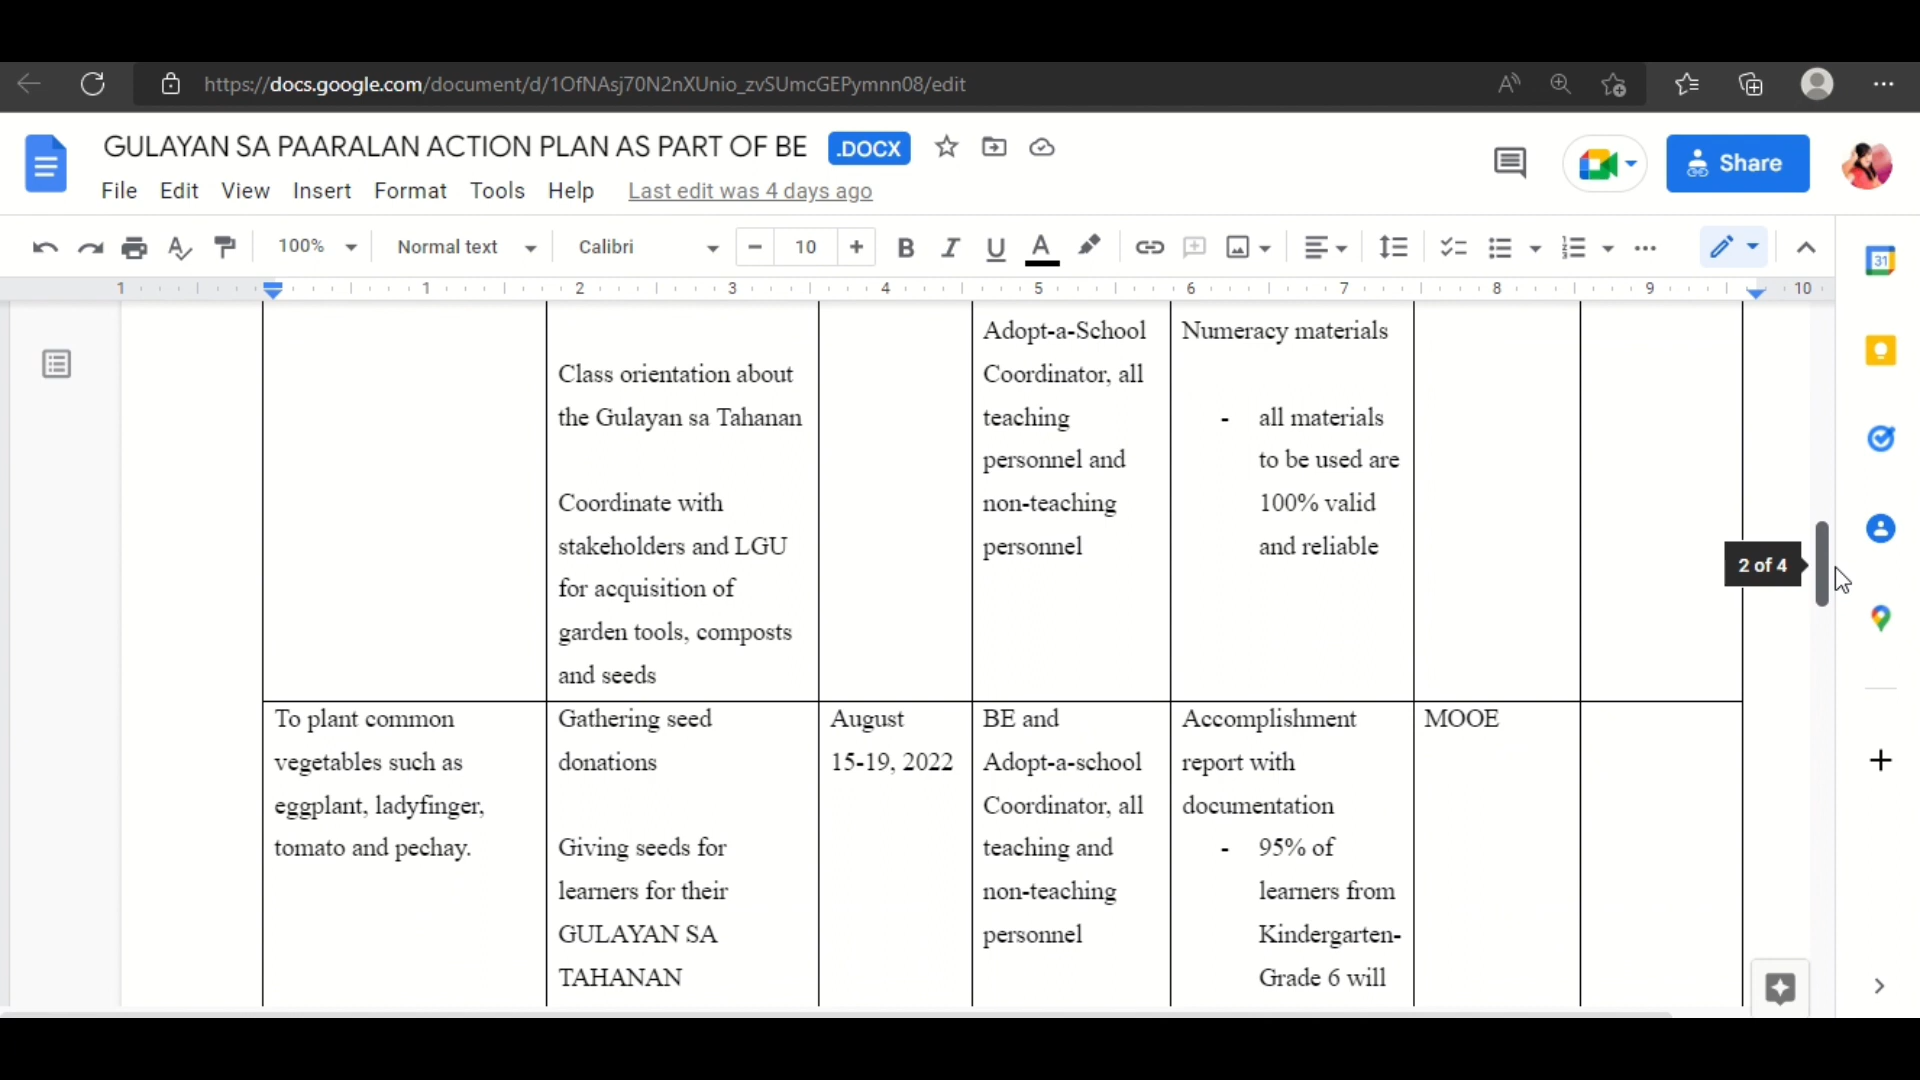 https://docs.google.com/document/d/1OfNAsj70N2nXUnio_zvSUmcGEPymnn08/edit
GULAYAN SA PAARALAN ACTION PLAN AS PART OF BE .DOCX
Share
File Edit View Insert Format Tools Help Last edit was 4 days ago
100% Normal text Calibri 10
1 1 2 3 4 5 6 7 8 9 10
31
Class orientation about
the Gulayan sa Tahanan
Coordinate with
stakeholders and LGU
for acquisition of
garden tools, composts
and seeds
Adopt-a-School
Coordinator, all
teaching
personnel and
non-teaching
personnel
Numeracy materials
- all materials
to be used are
100% valid
and reliable
2 of 4
To plant common
vegetables such as
eggplant, ladyfinger,
tomato and pechay.
Gathering seed
donations
Giving seeds for
learners for their
GULAYAN SA
TAHANAN
August
15-19, 2022
BE and
Adopt-a-school
Coordinator, all
teaching and
non-teaching
personnel
Accomplishment
report with
documentation
- 95% of
learners from
Kindergarten-
Grade 6 will
MOOE